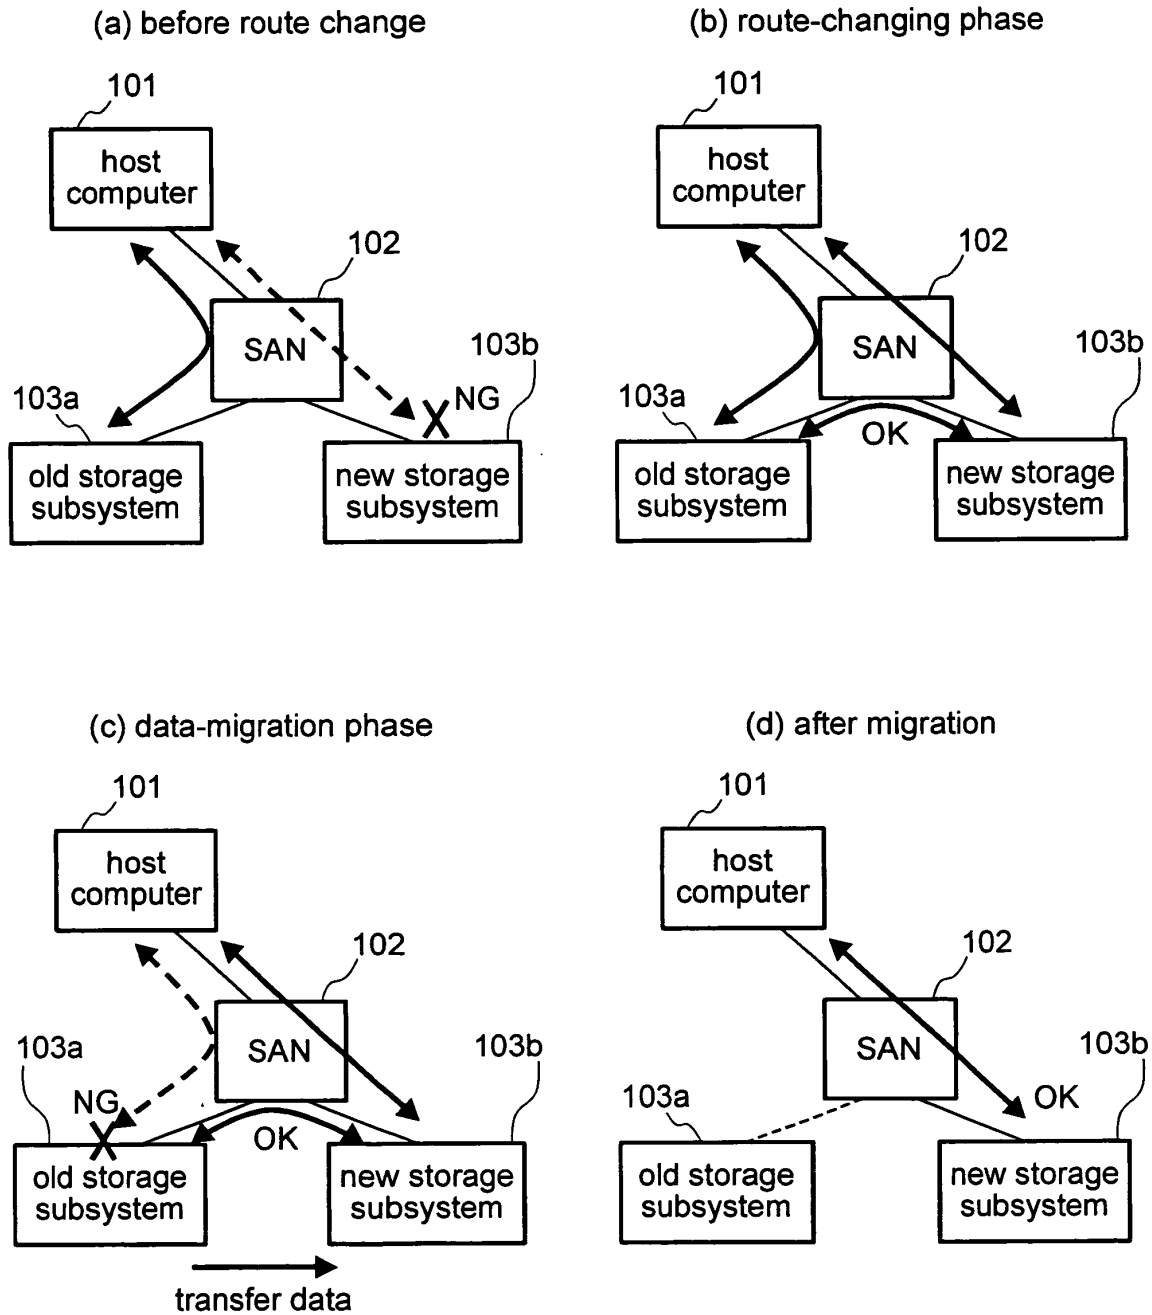 (a) before route change
101
host
computer
102
SAN
103b
103a
NG
old storage
subsystem
new storage
subsystem
(b) route-changing phase
101
host
computer
102
SAN
103b
103a
OK
old storage
subsystem
new storage
subsystem
(c) data-migration phase
101
host
computer
102
SAN
103a
103b
NG
OK
old storage
subsystem
new storage
subsystem
transfer data
(d) after migration
101
host
computer
102
SAN
103b
103a
OK
old storage
subsystem
new storage
subsystem